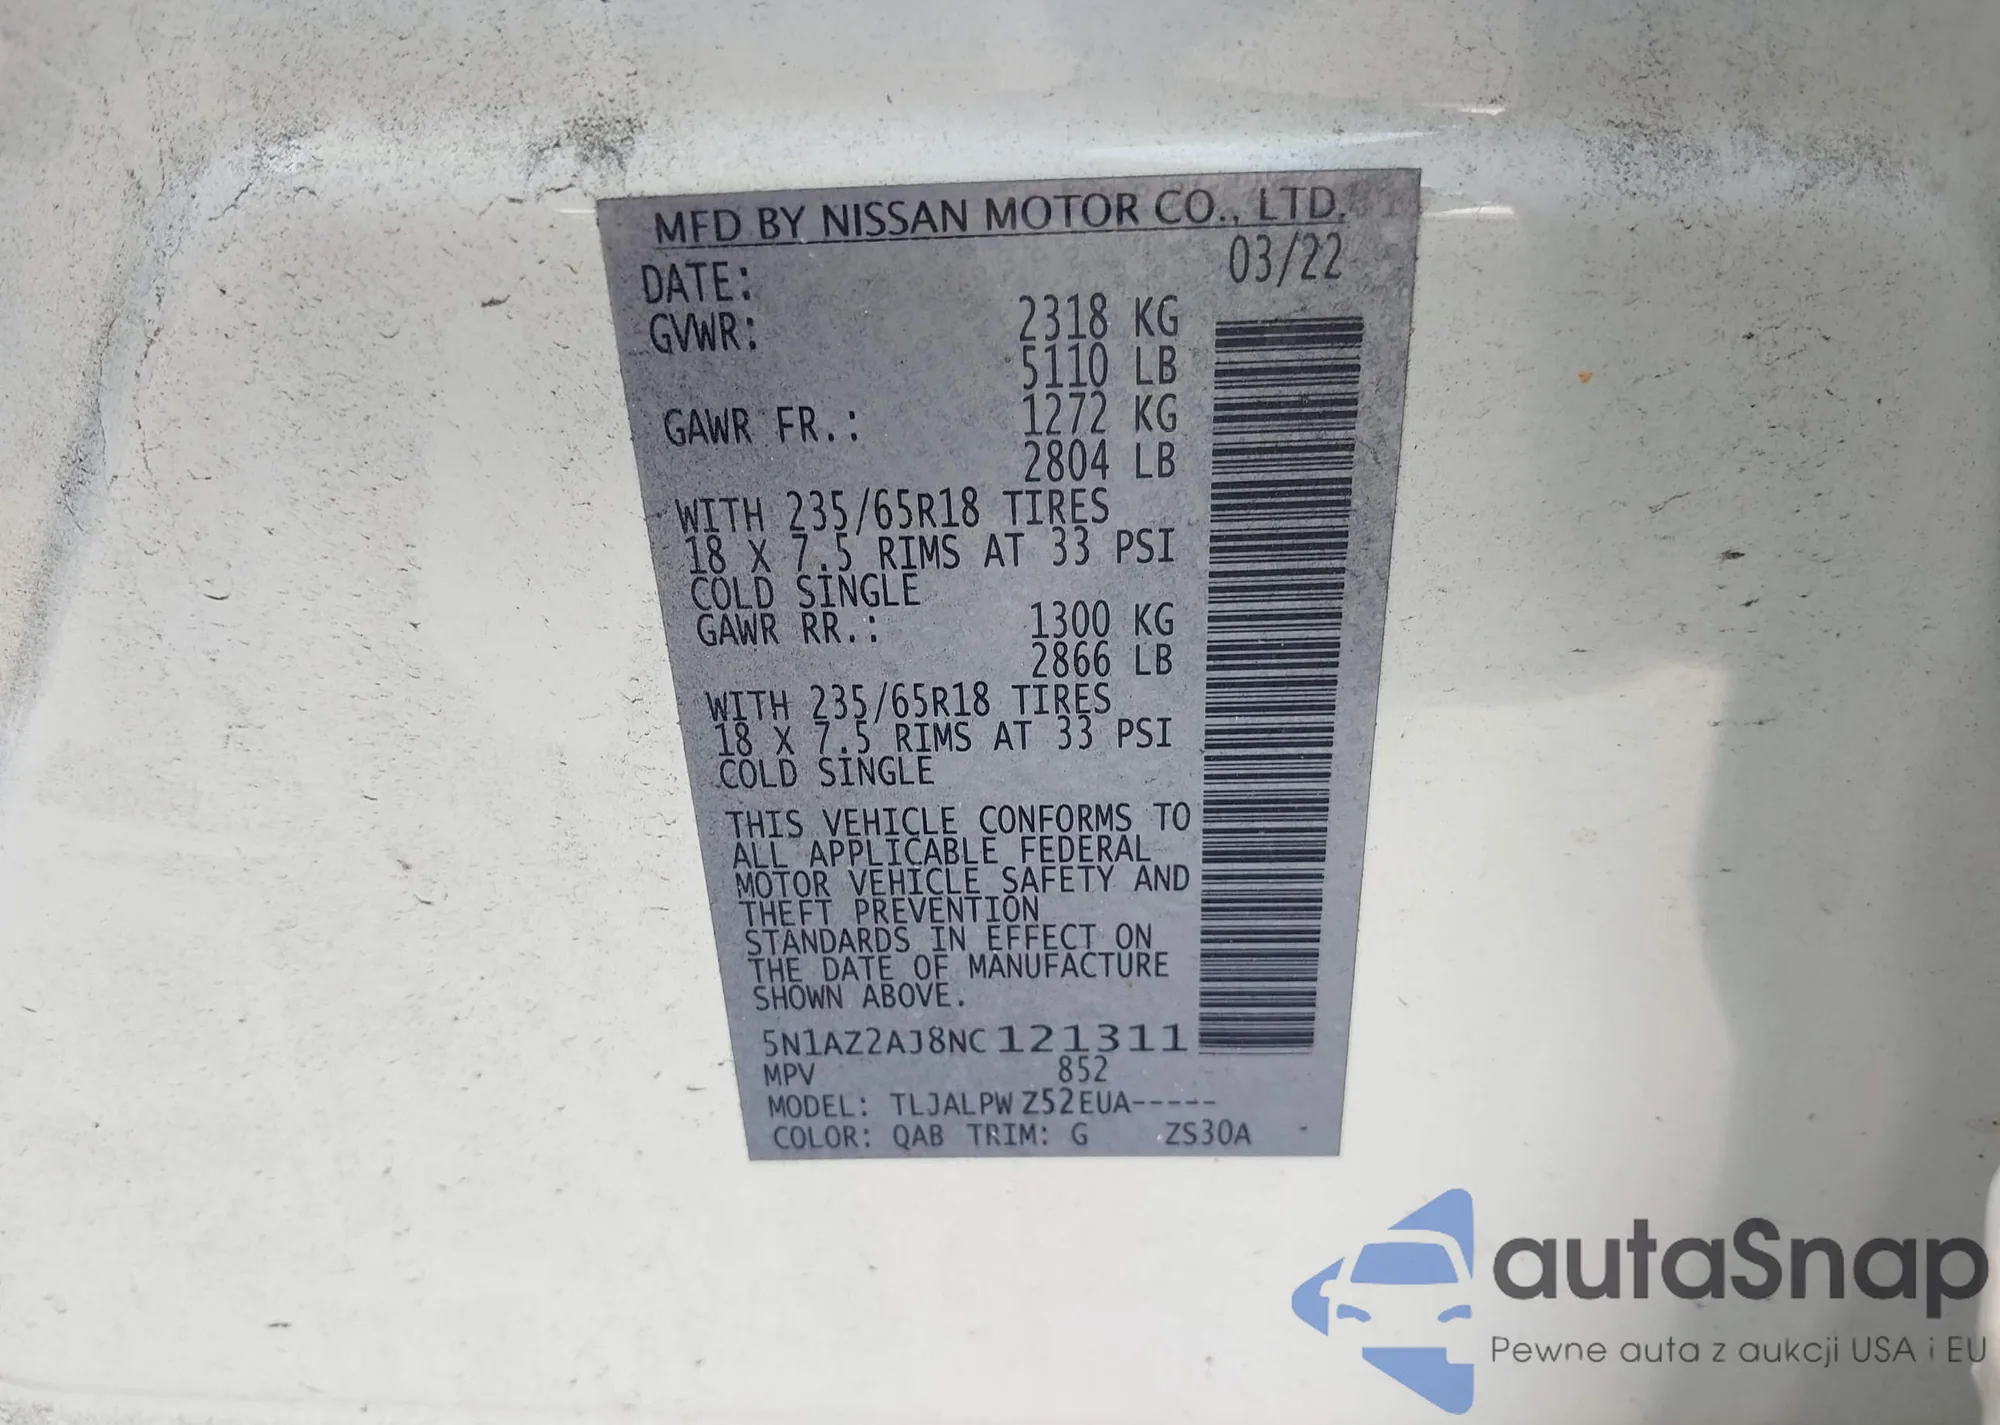 MFD BY NISSAN MOTOR CO., LTD.
DATE: 03/22
GVWR: 2318 KG
5110 LB
GAWR FR.: 1272 KG
2804 LB
WITH 235/65R18 TIRES
18 X 7.5 RIMS AT 33 PSI
COLD SINGLE
GAWR RR.: 1300 KG
2866 LB
WITH 235/65R18 TIRES
18 X 7.5 RIMS AT 33 PSI
COLD SINGLE
THIS VEHICLE CONFORMS TO
ALL APPLICABLE FEDERAL
MOTOR VEHICLE SAFETY AND
THEFT PREVENTION
STANDARDS IN EFFECT ON
THE DATE OF MANUFACTURE
SHOWN ABOVE.
5N1AZ2AJ8NC121311
MPV 852
MODEL: TLJALPWZ52EUA-----
COLOR: QAB TRIM: G ZS30A -
autaSnap
Pewne auta z aukcji USA i EU